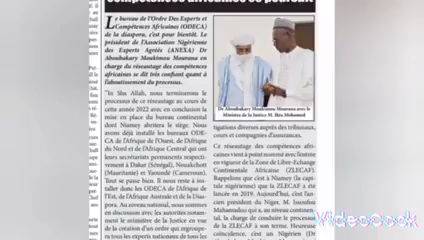 compétences africaines se poursuit
Le bureau de l'Ordre Des Experts et
Compétences Africaines (ODECA)
de la diaspora, c'est pour bientôt. Le
président de l'Association Nigérienne
des Experts Agréés (ANEXA) Dr
Aboubakary Moukimou Mourana en
charge du réseautage des compétences
africaines se dit très confiant quant à
l'aboutissement du processus.
"In Sha Allah, nous terminerons le
processus de ce réseautage au cours de
cette année 2022 avec en conclusion la
mise en place du bureau continental
dont Niamey abritera le siège. Nous
avons déjà installé les bureaux ODE-
CA de l'Afrique de l'Ouest, de l'Afrique
du Nord et de l'Afrique Central qui ont
leurs secrétariats permanents respecti-
vement à Dakar (Sénégal), Nouakchott
(Mauritanie) et Yaoundé (Cameroun).
Tout se passe bien. Il nous reste à ins-
taller donc les ODECA de l'Afrique de
l'Est, de l'Afrique Australe et de la Dia-
spora. Au niveau national, nous sommes
en discussion avec les autorités notam-
ment le ministère de la Justice en vue
de la création d'un ordre qui regroupe-
ra tous les experts nationaux de tous les
Dr Aboubakary Moukimou Mourana avec le
Ministre de la Justice M. Ikta Mohamed
tigations diverses auprès des tribunaux,
cours et compagnies d'assurances.
Ce réseautage des compétences afri-
caines vient à point nommé avec l'entrée
en vigueur de la Zone de Libre-Echange
Continentale Africaine (ZLECAF).
Rappelons que c'est à Niamey (la ca-
pitale nigérienne) que la ZLECAF a été
lancée en 2019. Aujourd'hui, c'est l'an-
cien président du Niger, M. Issoufou
Mahamadou qui a, au niveau continen-
tal, la charge de conduire le processus
de la ZLECAF à son terme. Heureuse
coïncidence, c'est un Nigérien, Dr